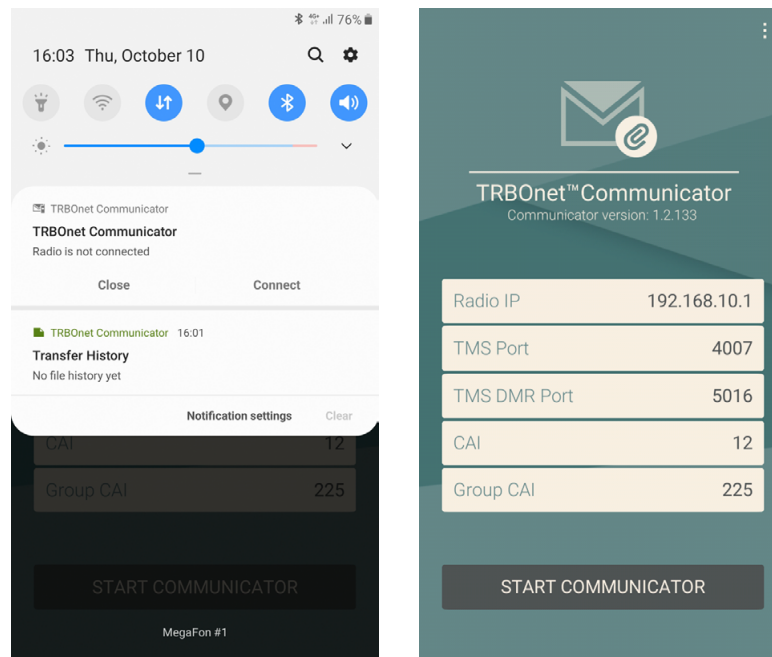 4G+ 76%
16:03 Thu, October 10
TRBOnet Communicator
TRBOnet Communicator
Radio is not connected
Close Connect
TRBOnet Communicator 16:01
Transfer History
No file history yet
Notification settings Clear
CAI 12
Group CAI 225
START COMMUNICATOR
MegaFon #1
TRBOnet™Communicator
Communicator version: 1.2.133
Radio IP 192.168.10.1
TMS Port 4007
TMS DMR Port 5016
CAI 12
Group CAI 225
START COMMUNICATOR